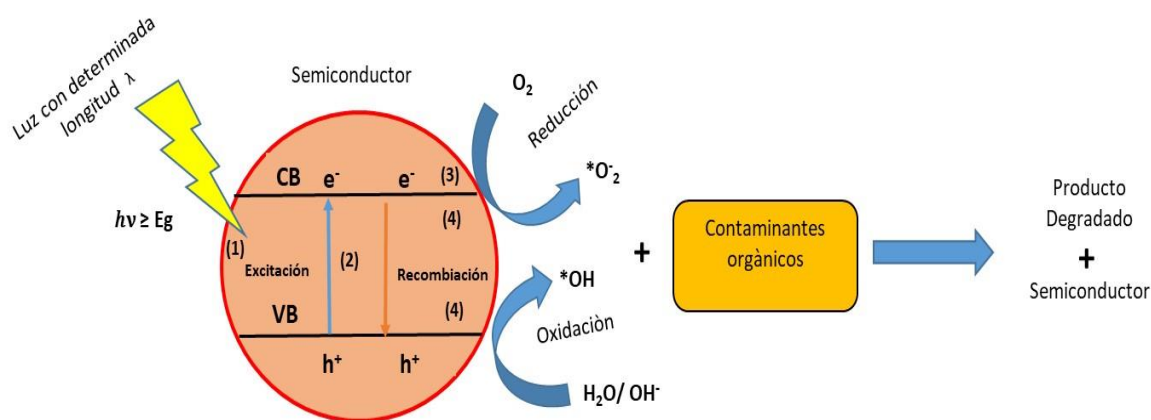 Luz con determinada
longitud λ
Semiconductor
hν ≥ Eg
(1)
CB
e⁻
e⁻
(3)
(4)
Excitación
(2)
Recombiación
(4)
VB
h⁺
h⁺
O₂
Reducción
*O⁻₂
*OH
Oxidaciòn
H₂O/ OH⁻
+
Contaminantes
orgànicos
Producto
Degradado
+
Semiconductor